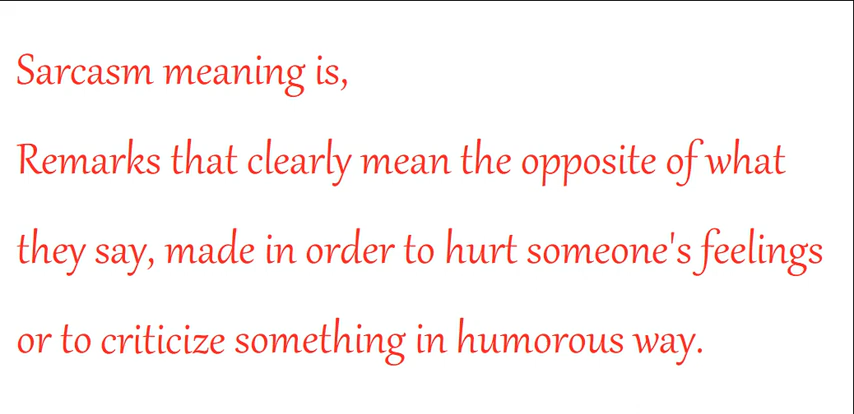 Sarcasm meaning is,
Remarks that clearly mean the opposite of what
they say, made in order to hurt someone's feelings
or to criticize something in humorous way.